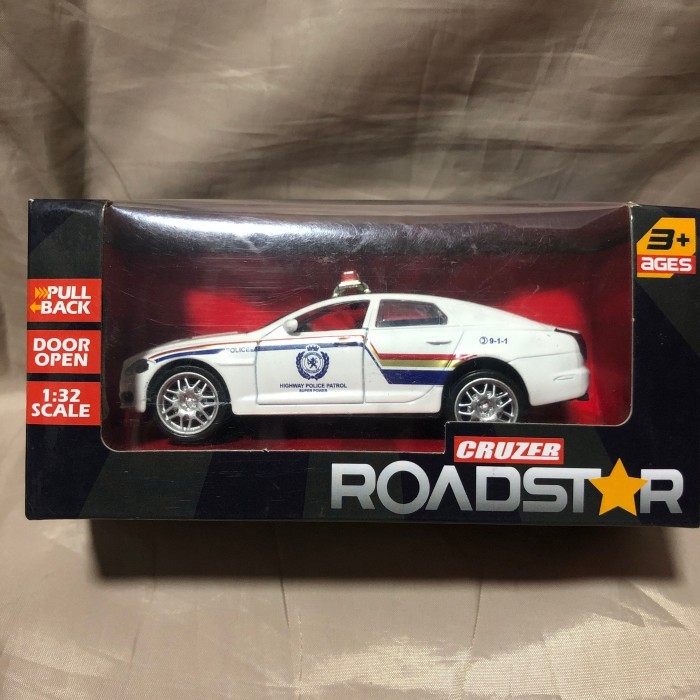 3+
AGES
PULL
BACK
DOOR
OPEN
1:32
SCALE
POLICE
HIGHWAY POLICE PATROL
SUPER POWER
9-1-1
CRUZER
ROADSTAR